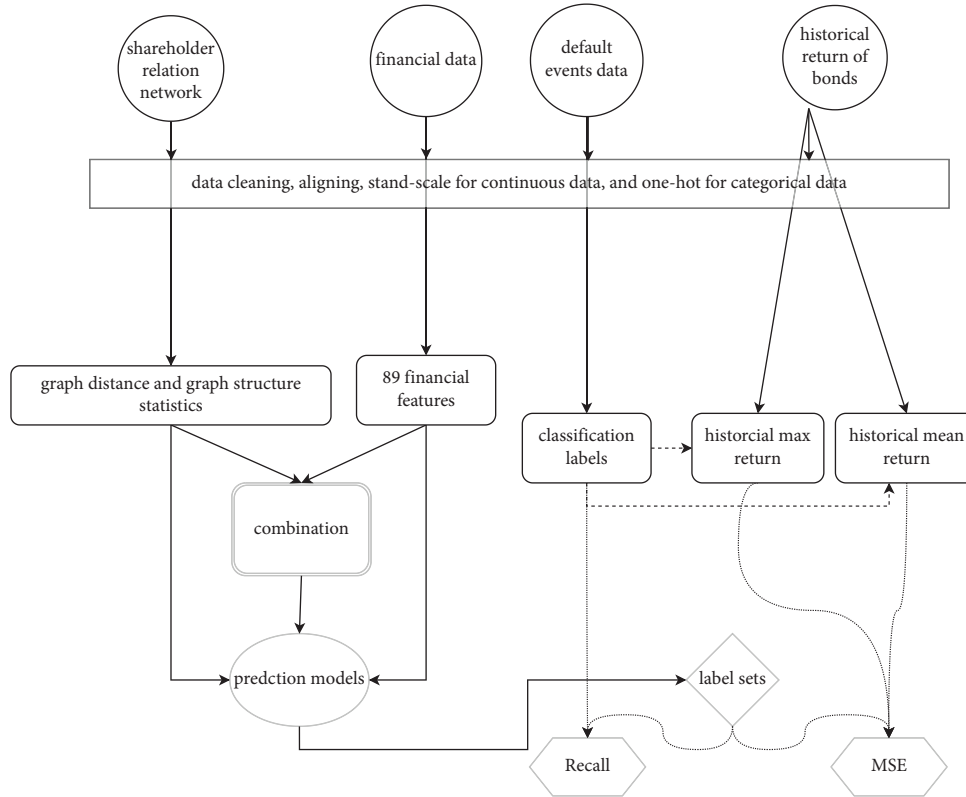 shareholder
relation
network
financial data
default
events data
historical
return of
bonds
data cleaning, aligning, stand-scale for continuous data, and one-hot for categorical data
graph distance and graph structure
statistics
89 financial
features
classification
labels
historcial max
return
historical mean
return
combination
predction models
label sets
Recall
MSE